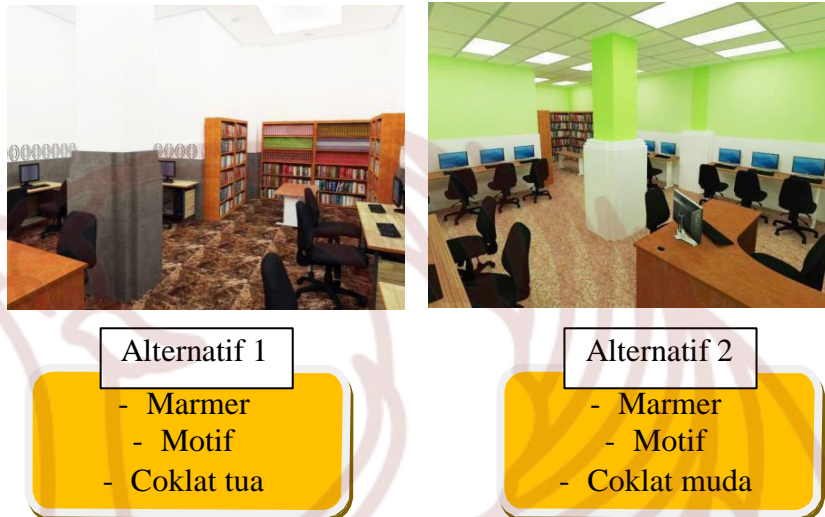 Alternatif 1
- Marmer
- Motif
- Coklat tua
Alternatif 2
- Marmer
- Motif
- Coklat muda